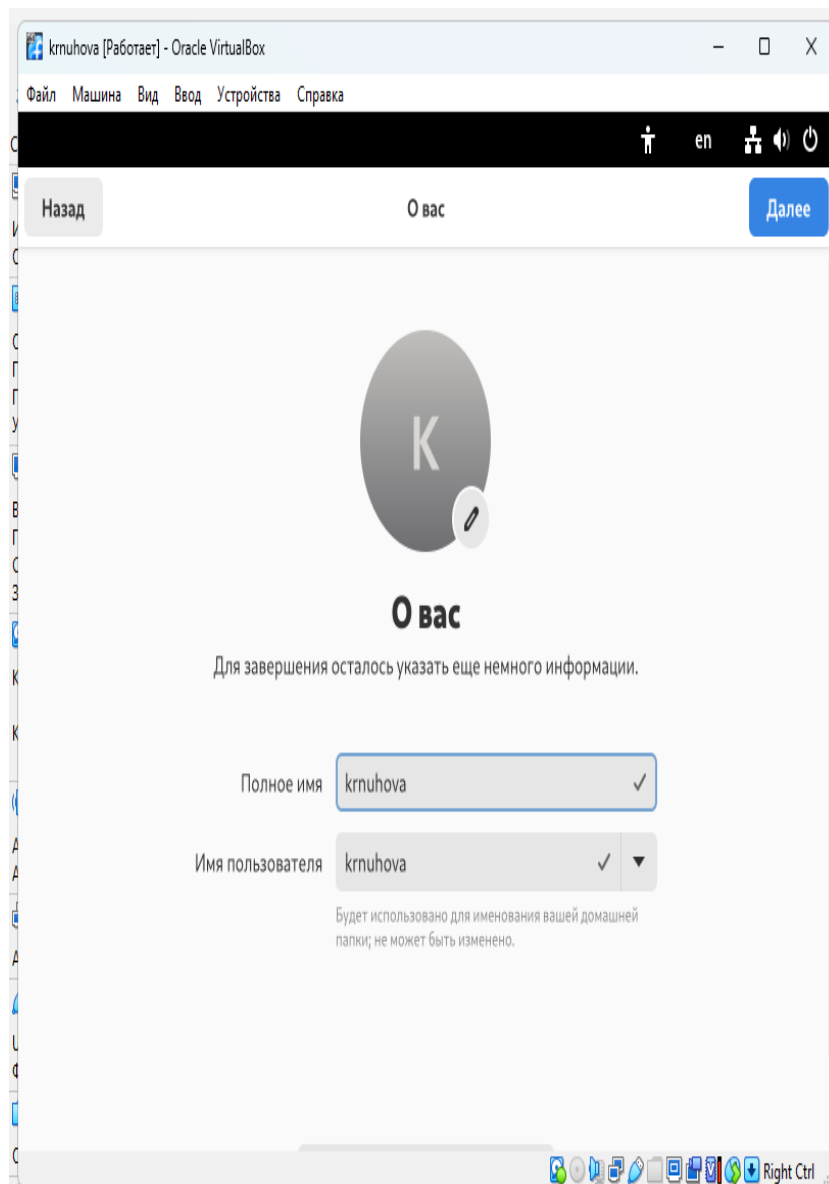 krnuhova [Работает] - Oracle VirtualBox
Файл Машина Вид Ввод Устройства Справка
en
Назад О вас Далее
K
О вас
Для завершения осталось указать еще немного информации.
Полное имя krnuhova
Имя пользователя krnuhova
Будет использовано для именования вашей домашней
папки; не может быть изменено.
Right Ctrl